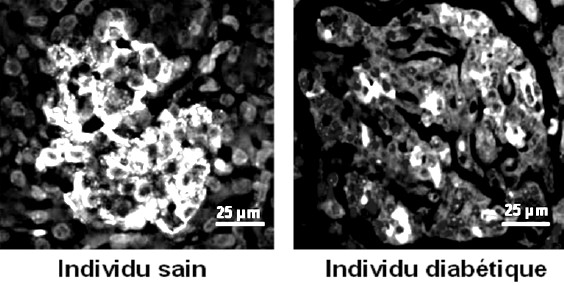 25 µm
25 µm
Individu sain
Individu diabétique